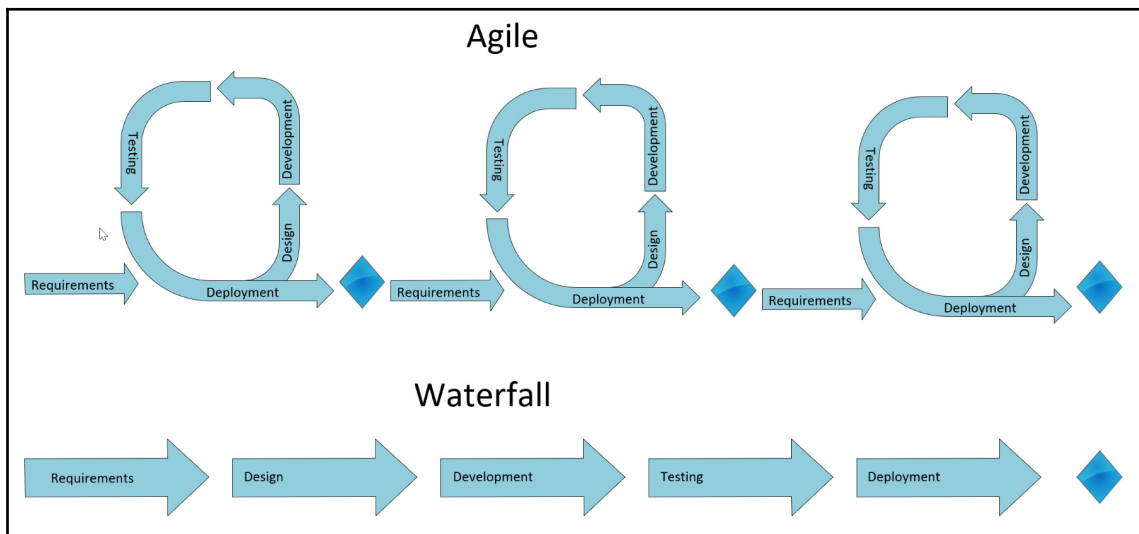 Agile
Testing
Development
Design
Requirements
Deployment
Testing
Development
Design
Requirements
Deployment
Testing
Development
Design
Requirements
Deployment
Waterfall
Requirements
Design
Development
Testing
Deployment